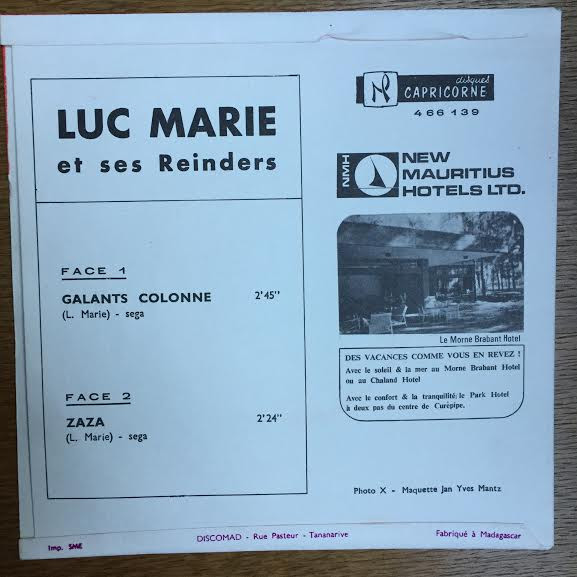 LUC MARIE
et ses Reinders
FACE 1
GALANTS COLONNE 2'45"
(L. Marie) - sega
FACE 2
ZAZA 2'24"
(L. Marie) - sega
disques
CAPRICORNE
466 139
NMH
NEW
MAURITIUS
HOTELS LTD.
Le Morne Brabant Hotel
DES VACANCES COMME VOUS EN REVEZ !
Avec le soleil & la mer au Morne Brabant Hotel
ou au Chaland Hotel
Avec le confort & la tranquilité le Park Hotel
à deux pas du centre de Curépipe.
Photo X - Maquette Jan Yves Mantz
Imp. SME
DISCOMAD - Rue Pasteur - Tananarive
Fabriqué à Madagascar